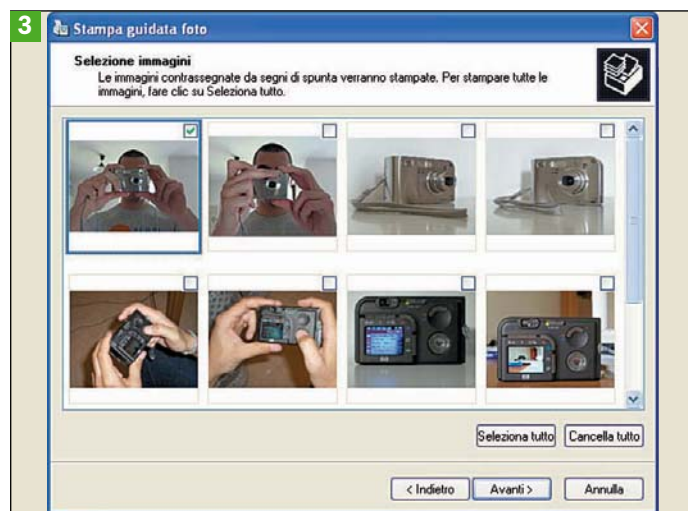 3
Stampa guidata foto
Selezione immagini
Le immagini contrassegnate da segni di spunta verranno stampate. Per stampare tutte le
immagini, fare clic su Seleziona tutto.
Seleziona tutto
Cancella tutto
< Indietro
Avanti >
Annulla